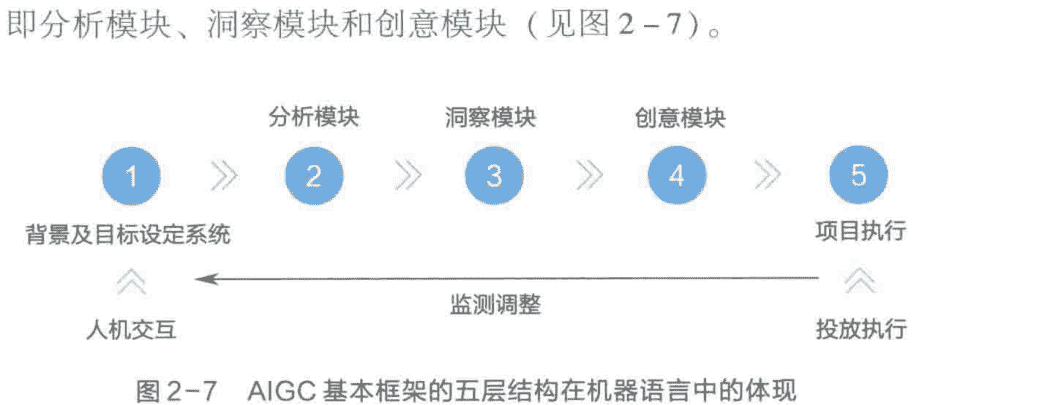 即分析模块、洞察模块和创意模块（见图2-7）。
分析模块 洞察模块 创意模块
1 2 3 4 5
背景及目标设定系统 项目执行
监测调整
人机交互 投放执行
图2-7 AIGC基本框架的五层结构在机器语言中的体现